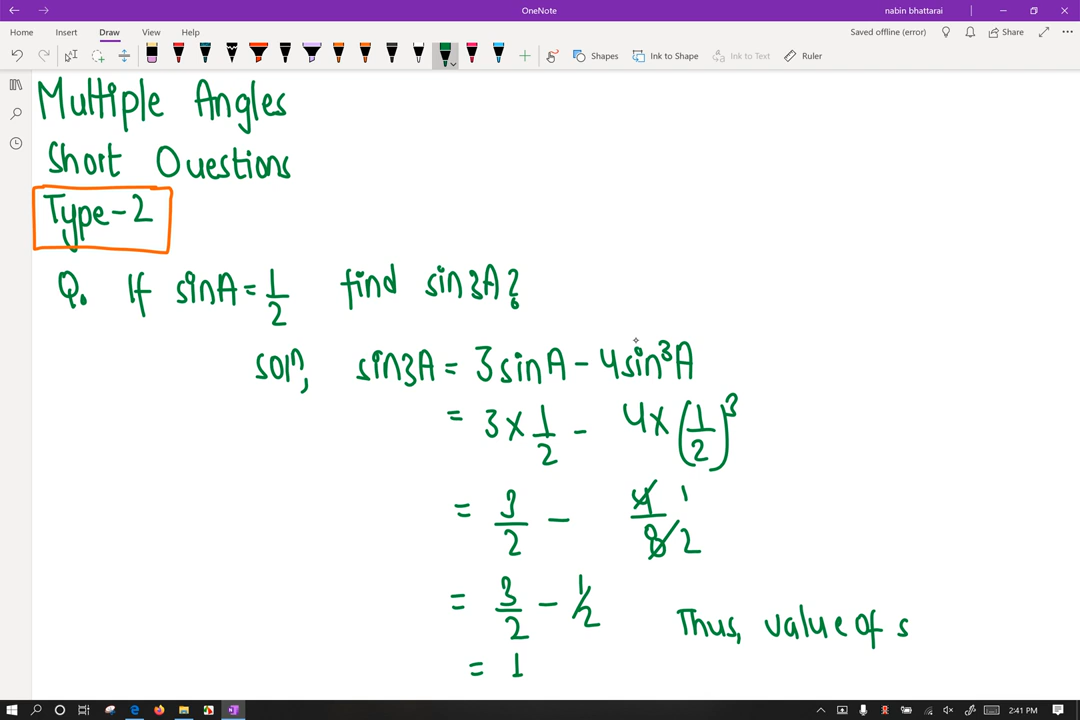 OneNote
nabin bhattarai
Home Insert Draw View Help
Saved offline (error) Share
Shapes Ink to Shape Ink to Text Ruler
Multiple Angles
Short Questions
Type-2
Q. If sinA = 1/2 find sin3A?
soln, sin3A = 3sinA - 4sin³A
= 3 × 1/2 - 4 × (1/2)³
= 3/2 - 4/8 1 2
= 3/2 - 1/2
Thus, value of s
= 1
2:41 PM